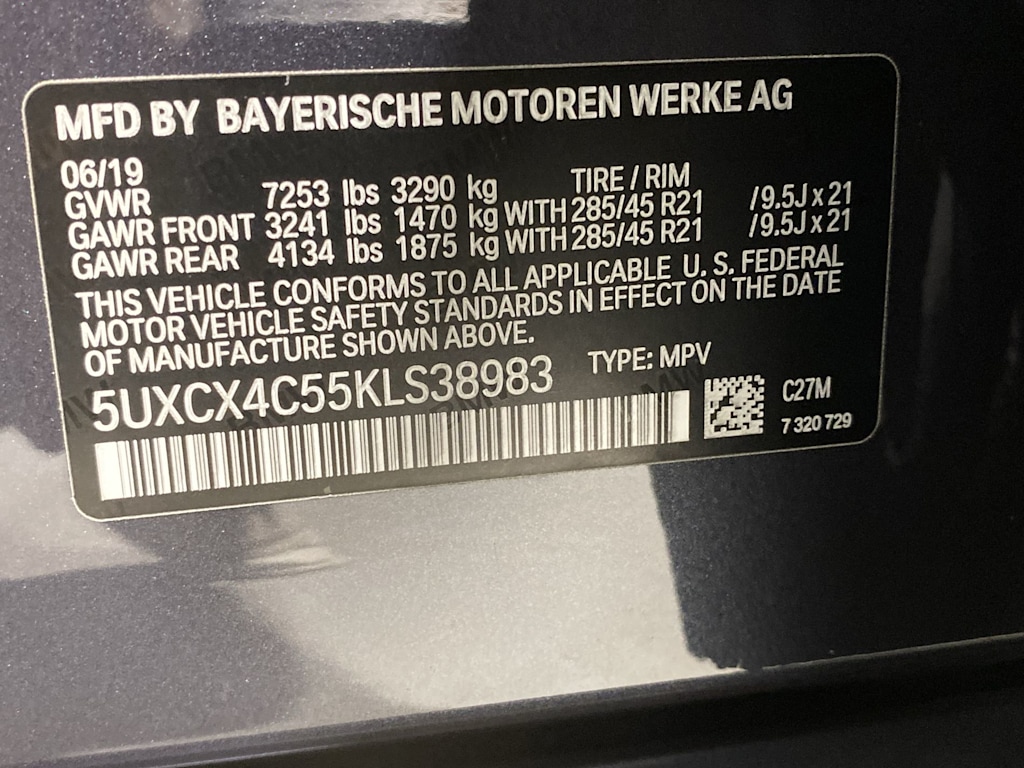 MFD BY BAYERISCHE MOTOREN WERKE AG
06/19 TIRE / RIM
GVWR 7253 lbs 3290 kg
GAWR FRONT 3241 lbs 1470 kg WITH 285/45 R21 /9.5J x 21
GAWR REAR 4134 lbs 1875 kg WITH 285/45 R21 /9.5J x 21
THIS VEHICLE CONFORMS TO ALL APPLICABLE U. S. FEDERAL
MOTOR VEHICLE SAFETY STANDARDS IN EFFECT ON THE DATE
OF MANUFACTURE SHOWN ABOVE.
5UXCX4C55KLS38983 TYPE: MPV
C27M
7 320 729